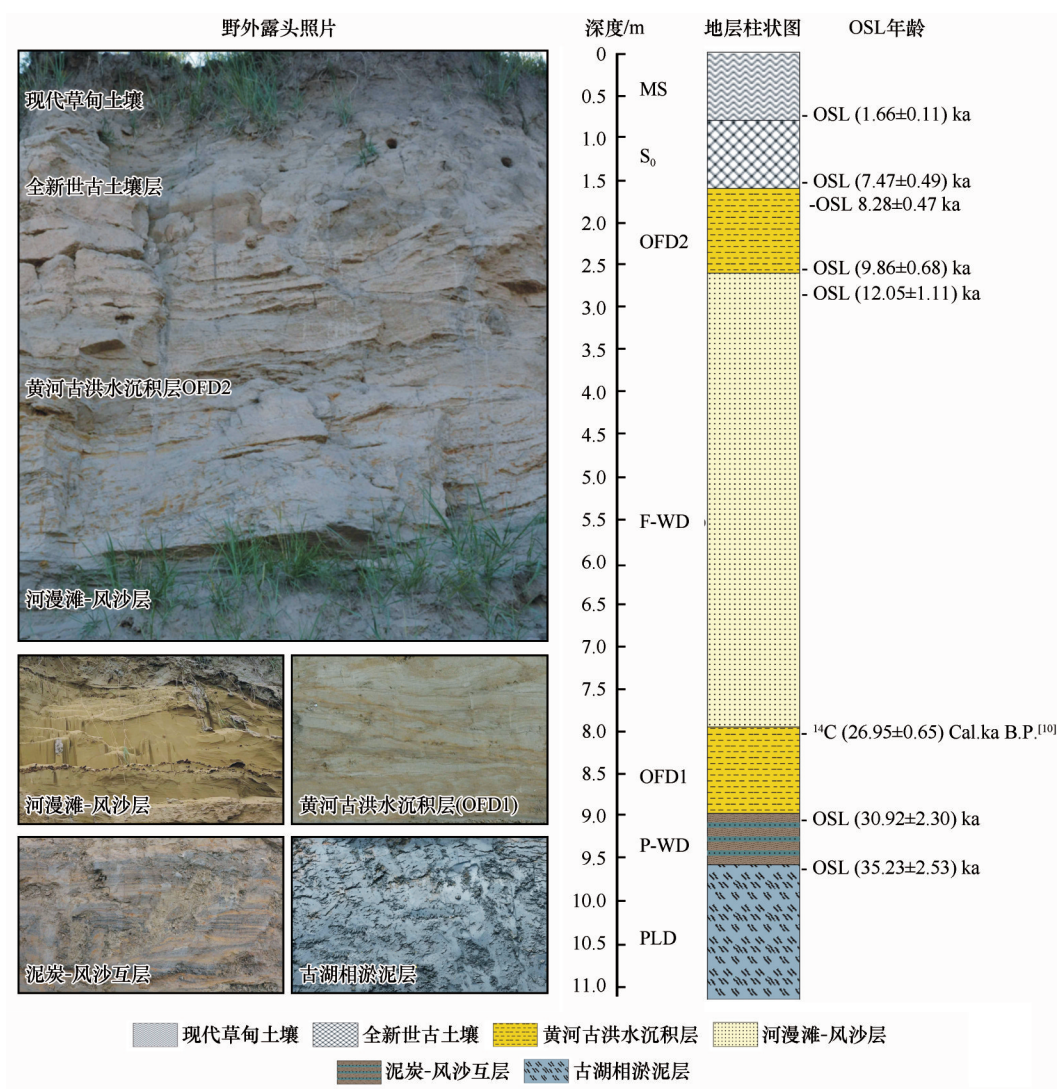 野外露头照片
深度/m
地层柱状图
OSL年龄
现代草甸土壤
全新世古土壤层
黄河古洪水沉积层OFD2
河漫滩-风沙层
河漫滩-风沙层
黄河古洪水沉积层(OFD1)
泥炭-风沙互层
古湖相淤泥层
0
0.5
1.0
1.5
2.0
2.5
3.0
3.5
4.0
4.5
5.0
5.5
6.0
6.5
7.0
7.5
8.0
8.5
9.0
9.5
10.0
10.5
11.0
MS
S₀
OFD2
F-WD
OFD1
P-WD
PLD
- OSL (1.66±0.11) ka
- OSL (7.47±0.49) ka
-OSL 8.28±0.47 ka
- OSL (9.86±0.68) ka
- OSL (12.05±1.11) ka
- ¹⁴C (26.95±0.65) Cal.ka B.P.[10]
- OSL (30.92±2.30) ka
- OSL (35.23±2.53) ka
现代草甸土壤 全新世古土壤 黄河古洪水沉积层 河漫滩-风沙层
泥炭-风沙互层 古湖相淤泥层